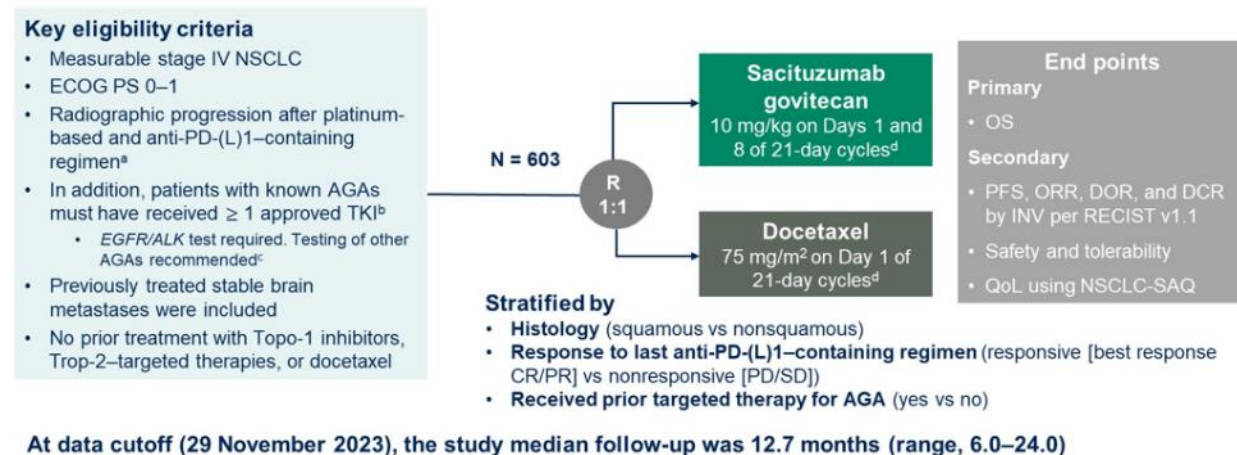 Key eligibility criteria
• Measurable stage IV NSCLC
• ECOG PS 0–1
• Radiographic progression after platinum-
based and anti-PD-(L)1–containing
regimenᵃ
• In addition, patients with known AGAs
must have received ≥ 1 approved TKIᵇ
• EGFR/ALK test required. Testing of other
AGAs recommendedᶜ
• Previously treated stable brain
metastases were included
• No prior treatment with Topo-1 inhibitors,
Trop-2–targeted therapies, or docetaxel
N = 603
R
1:1
Sacituzumab
govitecan
10 mg/kg on Days 1 and
8 of 21-day cyclesᵈ
Docetaxel
75 mg/m² on Day 1 of
21-day cyclesᵈ
End points
Primary
• OS
Secondary
• PFS, ORR, DOR, and DCR
by INV per RECIST v1.1
• Safety and tolerability
• QoL using NSCLC-SAQ
Stratified by
• Histology (squamous vs nonsquamous)
• Response to last anti-PD-(L)1–containing regimen (responsive [best response
CR/PR] vs nonresponsive [PD/SD])
• Received prior targeted therapy for AGA (yes vs no)
At data cutoff (29 November 2023), the study median follow-up was 12.7 months (range, 6.0–24.0)